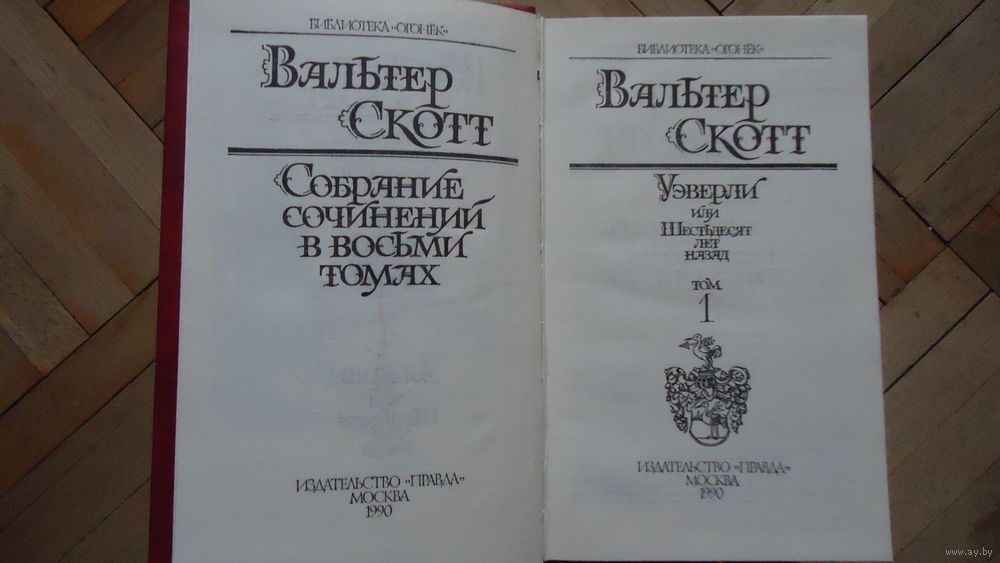 БИБЛИОТЕКА «ОГОНЁК»
ВАЛЬТЕР
СКОТТ
СОБРАНИЕ
СОЧИНЕНИЙ
В ВОСЬМИ
ТОМАХ
ИЗДАТЕЛЬСТВО «ПРАВДА»
МОСКВА
1990
БИБЛИОТЕКА «ОГОНЁК»
ВАЛЬТЕР
СКОТТ
УЭВЕРЛИ
ИЛИ
ШЕСТЬДЕСЯТ
ЛЕТ
НАЗАД
ТОМ
1
ИЗДАТЕЛЬСТВО «ПРАВДА»
МОСКВА
1990
www.ay.by